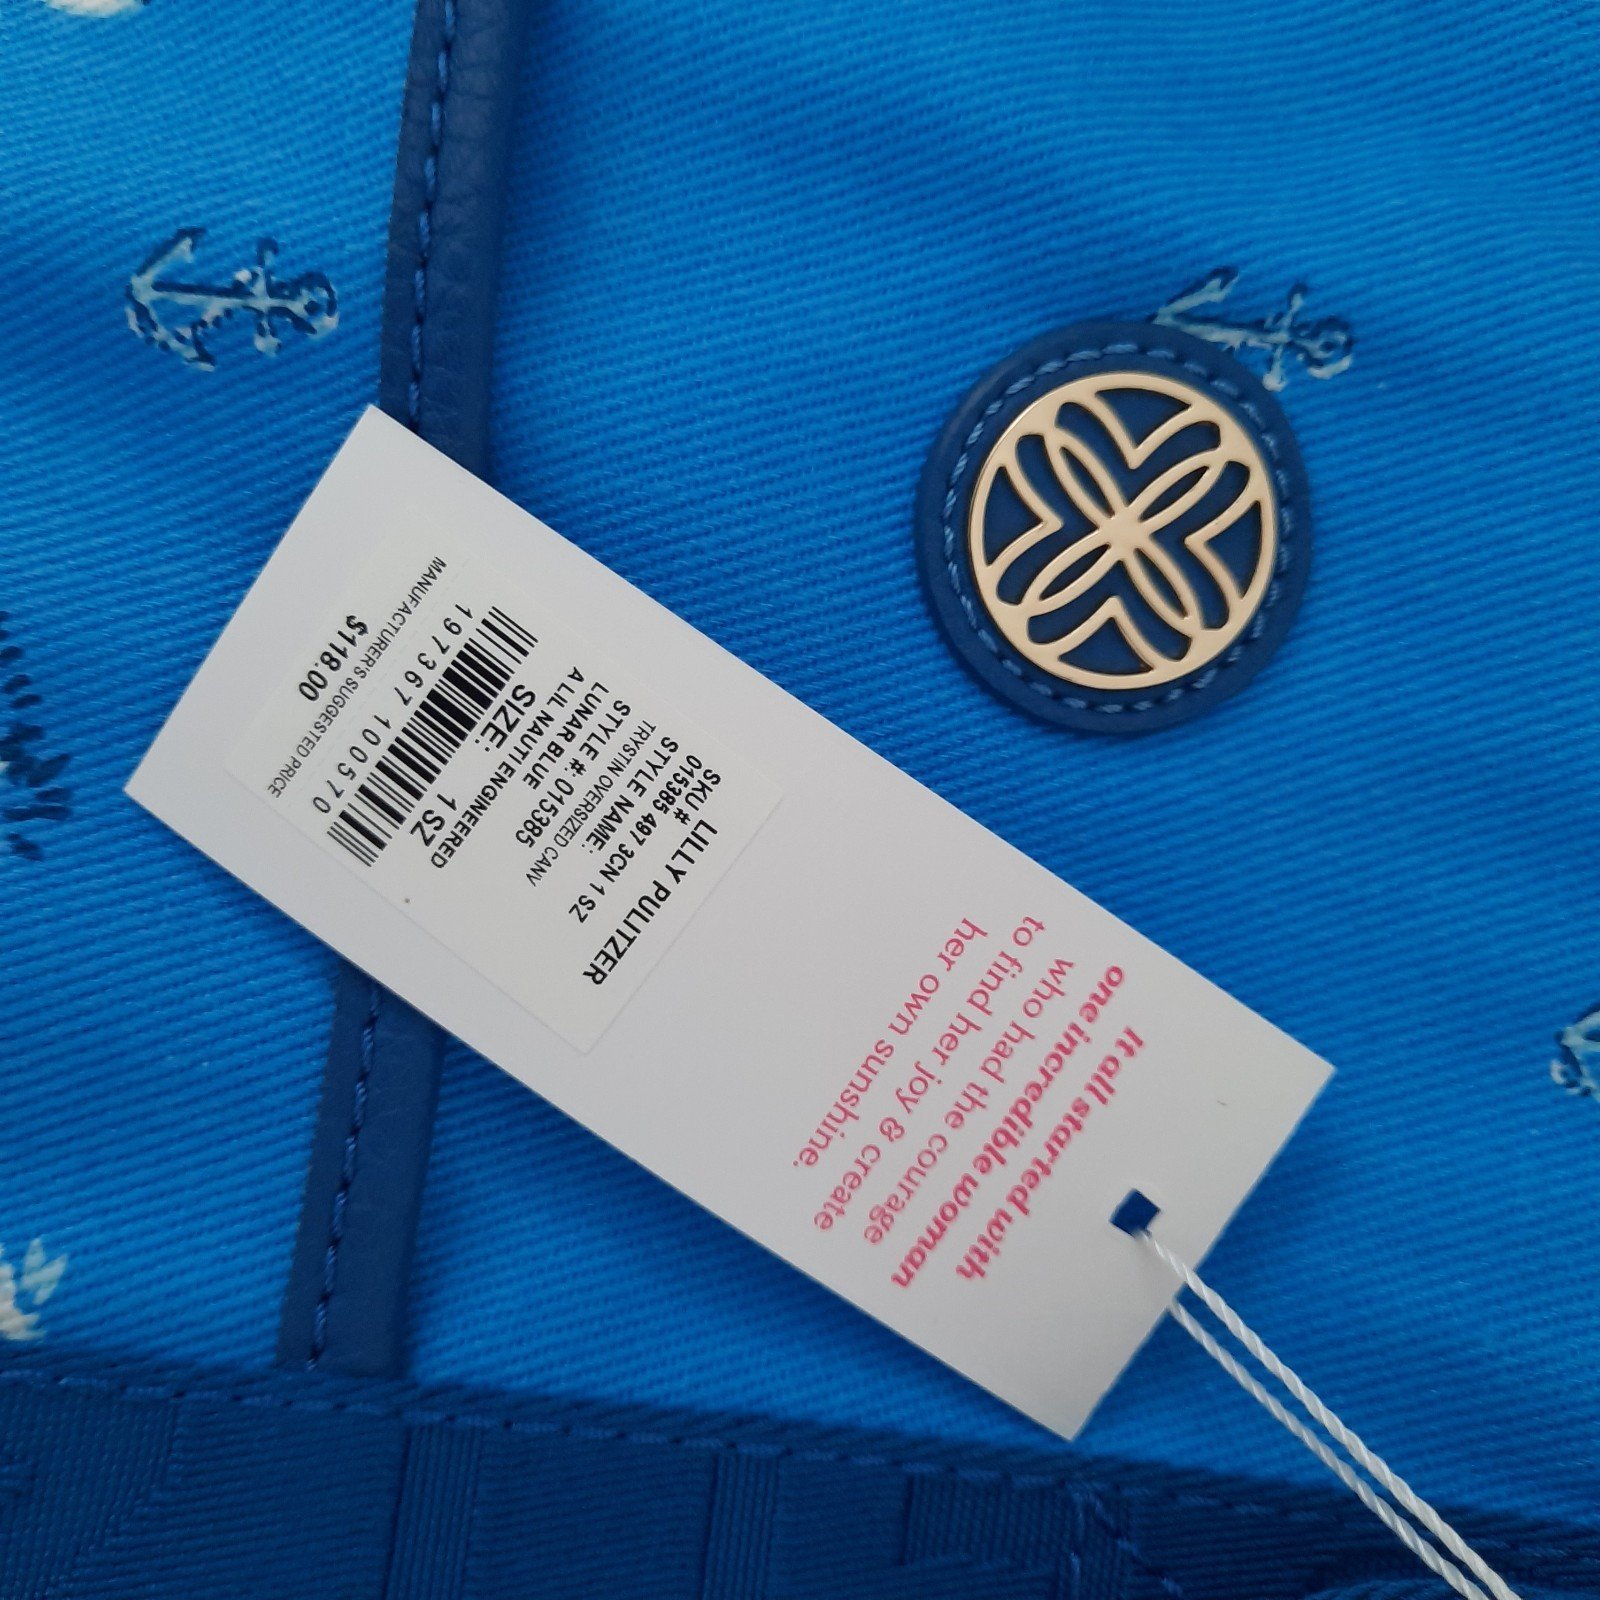 It all started with
one incredible woman
who had the courage
to find her joy & create
her own sunshine.
LILLY PULITZER
SKU #
015385 497 3CN 1 SZ
STYLE NAME:
TRYSTIN OVERSIZED CANV
STYLE #: 015385
LUNAR BLUE
A LIL NAUTI ENGINEERED
SIZE: 1 SZ
197367100570
MANUFACTURER'S SUGGESTED PRICE
$118.00